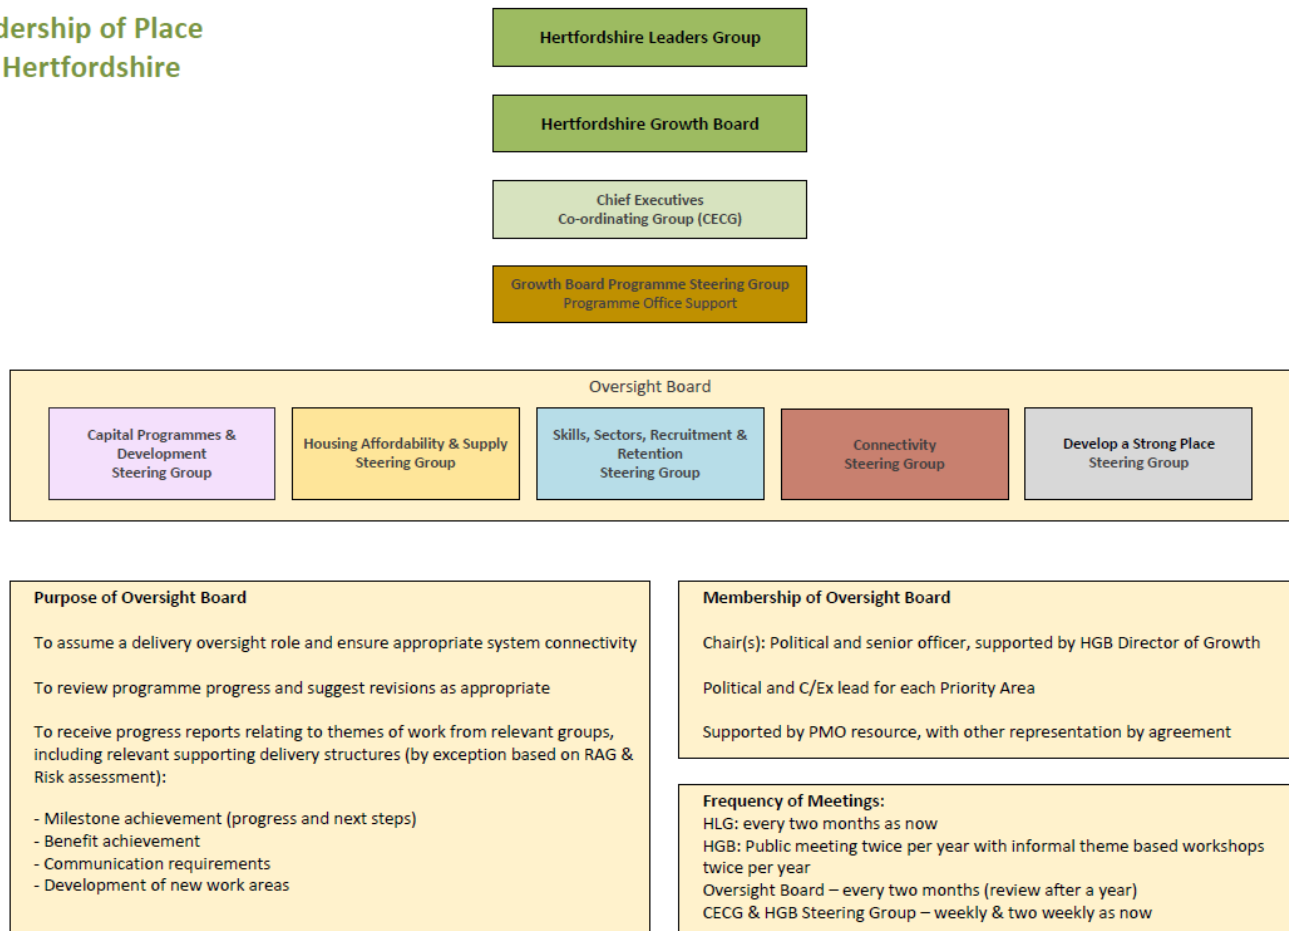 dership of Place
Hertfordshire
Hertfordshire Leaders Group
Hertfordshire Growth Board
Chief Executives
Co-ordinating Group (CECG)
Growth Board Programme Steering Group
Programme Office Support
Oversight Board
Capital Programmes &
Development
Steering Group
Housing Affordability & Supply
Steering Group
Skills, Sectors, Recruitment &
Retention
Steering Group
Connectivity
Steering Group
Develop a Strong Place
Steering Group
Purpose of Oversight Board
To assume a delivery oversight role and ensure appropriate system connectivity
To review programme progress and suggest revisions as appropriate
To receive progress reports relating to themes of work from relevant groups,
including relevant supporting delivery structures (by exception based on RAG &
Risk assessment):
- Milestone achievement (progress and next steps)
- Benefit achievement
- Communication requirements
- Development of new work areas
Membership of Oversight Board
Chair(s): Political and senior officer, supported by HGB Director of Growth
Political and C/Ex lead for each Priority Area
Supported by PMO resource, with other representation by agreement
Frequency of Meetings:
HLG: every two months as now
HGB: Public meeting twice per year with informal theme based workshops
twice per year
Oversight Board – every two months (review after a year)
CECG & HGB Steering Group – weekly & two weekly as now